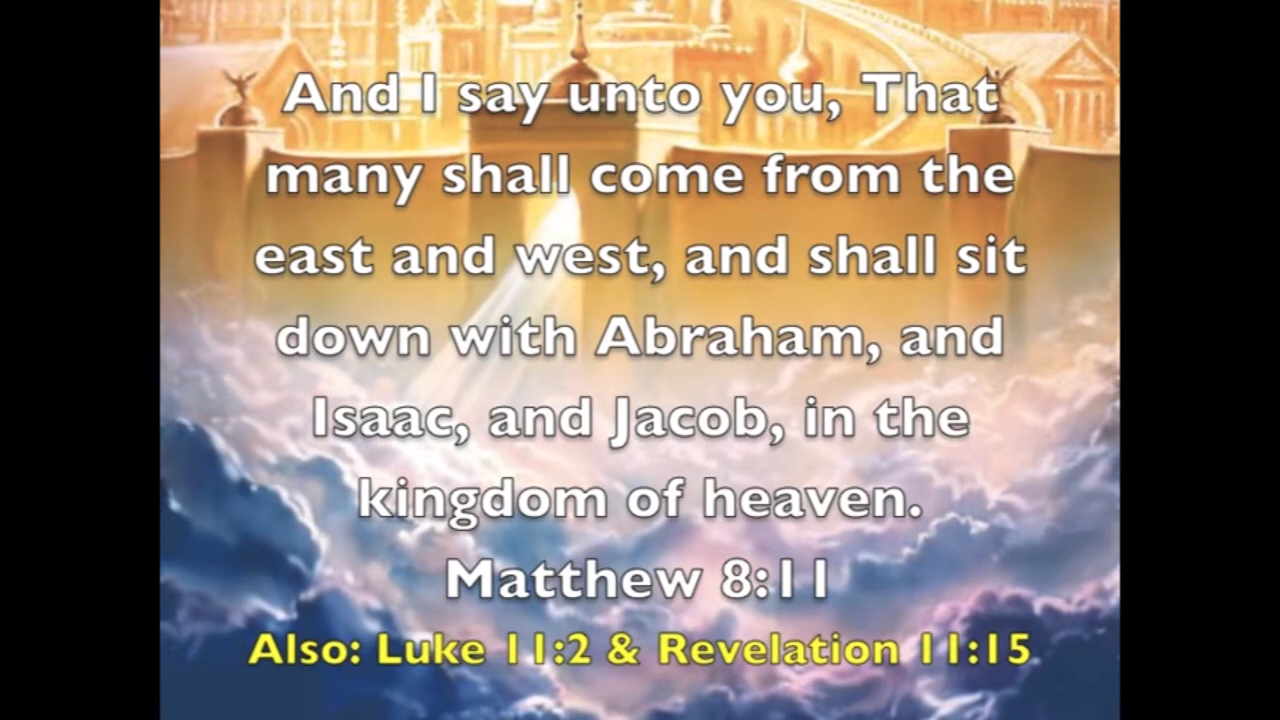 And I say unto you, That
many shall come from the
east and west, and shall sit
down with Abraham, and
Isaac, and Jacob, in the
kingdom of heaven.
Matthew 8:11
Also: Luke 11:2 & Revelation 11:15